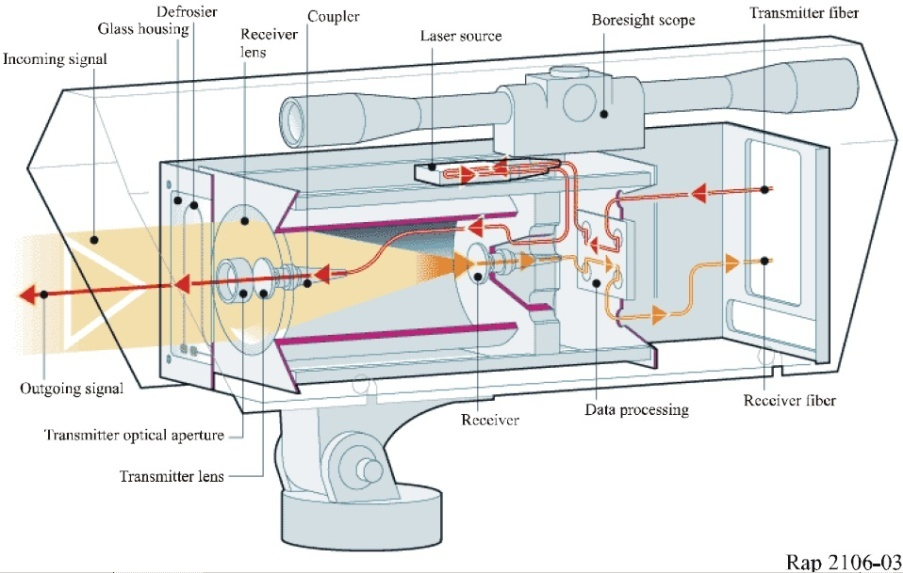 Defrosier
Glass housing
Coupler
Transmitter fiber
Receiver
lens
Boresight scope
Laser source
Incoming signal
Outgoing signal
Receiver fiber
Data processing
Receiver
Transmitter optical aperture
Transmitter lens
Rap 2106-03